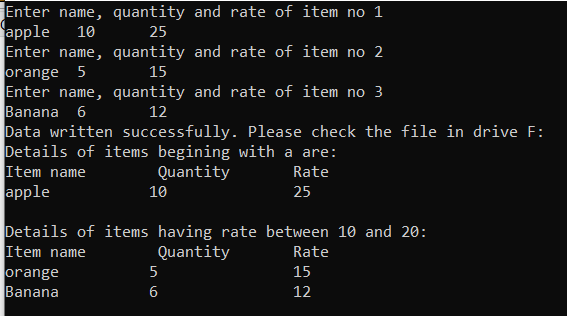 Enter name, quantity and rate of item no 1
apple 10 25
Enter name, quantity and rate of item no 2
orange 5 15
Enter name, quantity and rate of item no 3
Banana 6 12
Data written successfully. Please check the file in drive F:
Details of items begining with a are:
Item name Quantity Rate
apple 10 25
Details of items having rate between 10 and 20:
Item name Quantity Rate
orange 5 15
Banana 6 12